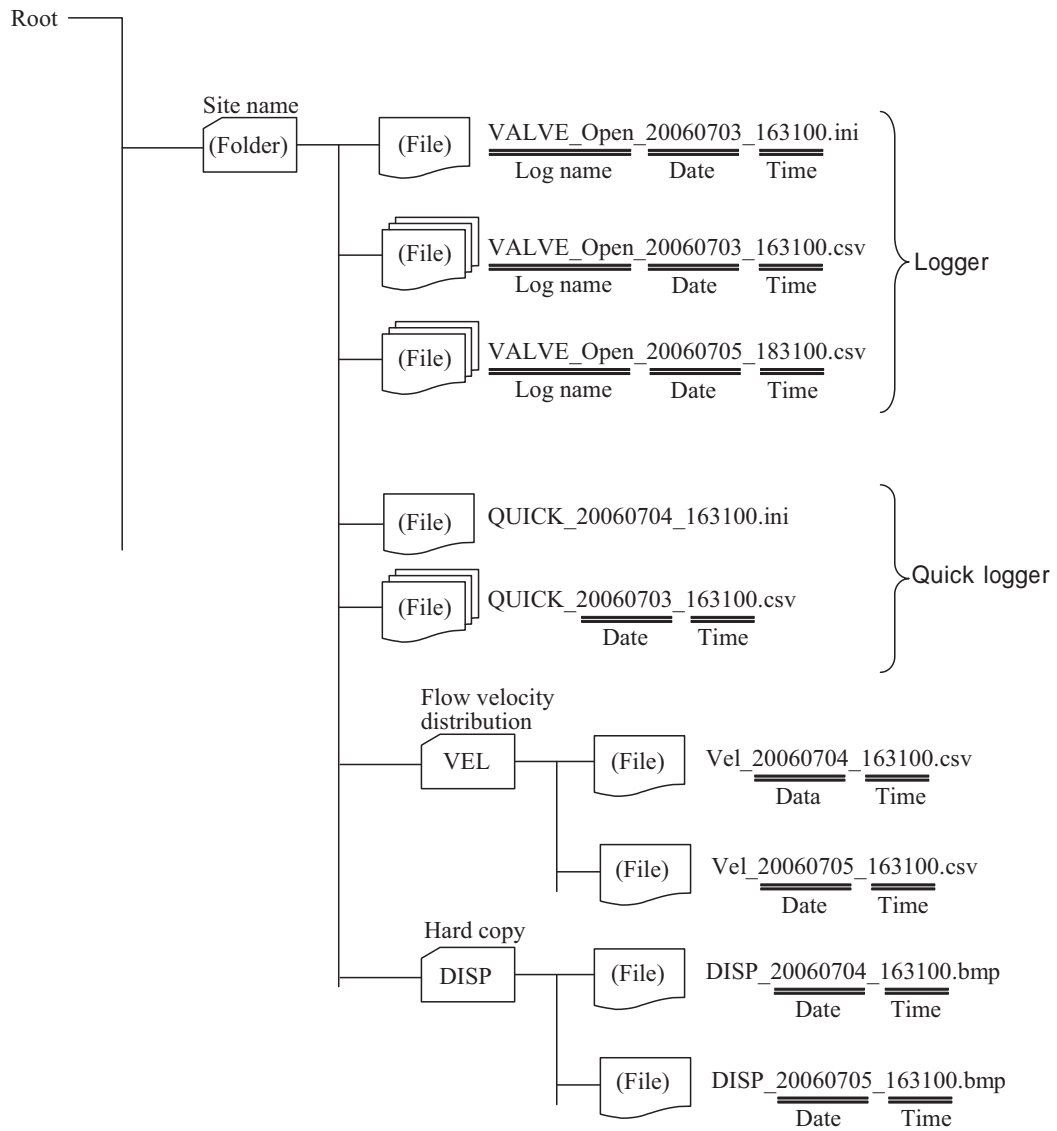 Root
Site name
(Folder)
(File) VALVE_Open_20060703_163100.ini
Log name Date Time
(File) VALVE_Open_20060703_163100.csv
Log name Date Time
Logger
(File) VALVE_Open_20060705_183100.csv
Log name Date Time
(File) QUICK_20060704_163100.ini
Quick logger
(File) QUICK_20060703_163100.csv
Date Time
Flow velocity
distribution
VEL
(File) Vel_20060704_163100.csv
Data Time
(File) Vel_20060705_163100.csv
Date Time
Hard copy
DISP
(File) DISP_20060704_163100.bmp
Date Time
(File) DISP_20060705_163100.bmp
Date Time